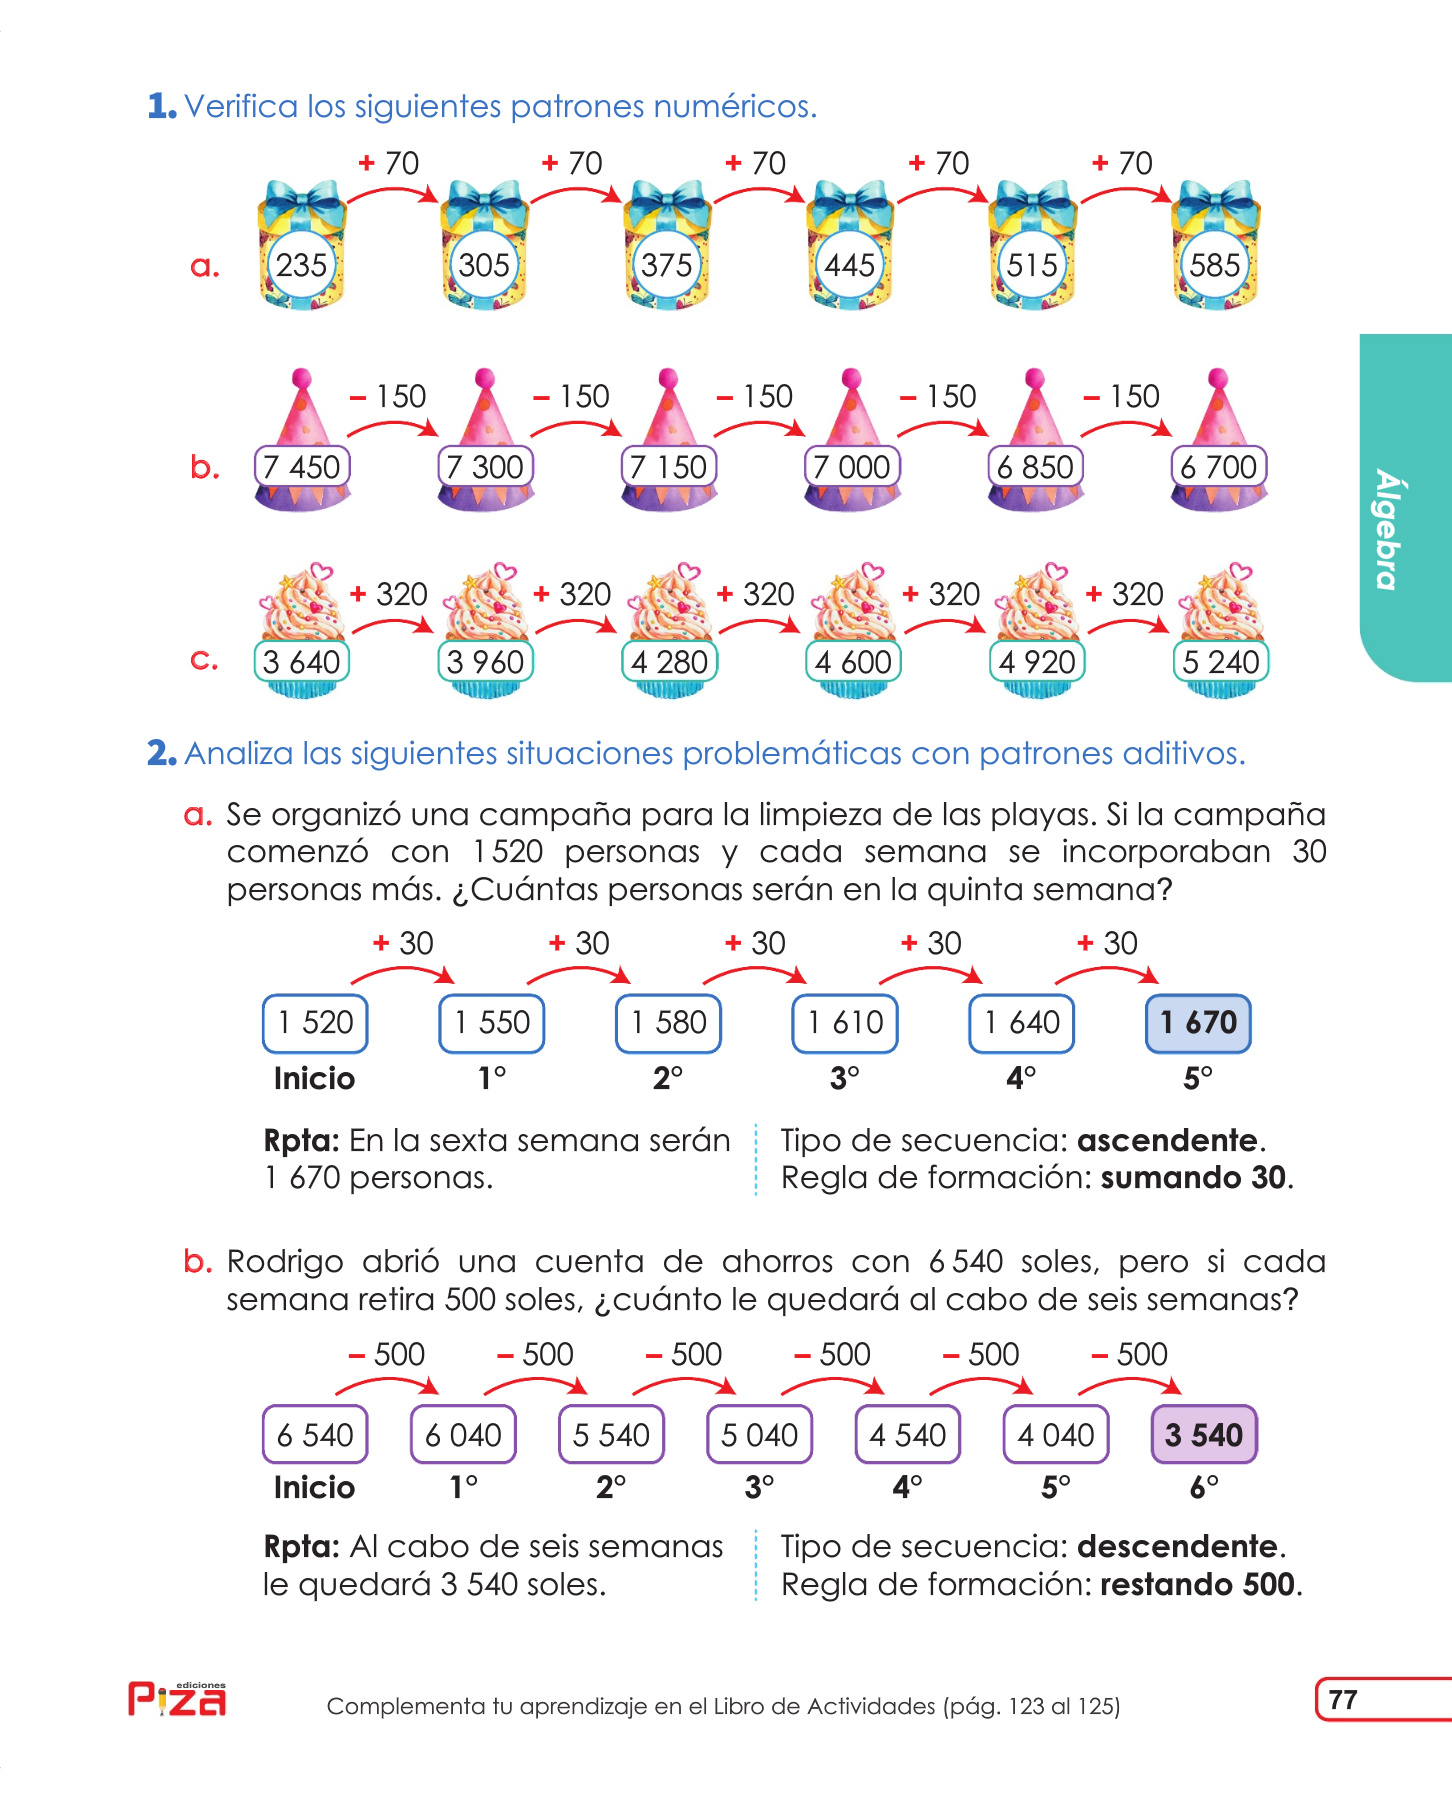 1. Verifica los siguientes patrones numéricos.
+ 70 + 70 + 70 + 70 + 70
a. 235 305 375 445 515 585
– 150 – 150 – 150 – 150 – 150
b. 7 450 7 300 7 150 7 000 6 850 6 700
+ 320 + 320 + 320 + 320 + 320
c. 3 640 3 960 4 280 4 600 4 920 5 240
Álgebra
2. Analiza las siguientes situaciones problemáticas con patrones aditivos.
a. Se organizó una campaña para la limpieza de las playas. Si la campaña
comenzó con 1 520 personas y cada semana se incorporaban 30
personas más. ¿Cuántas personas serán en la quinta semana?
+ 30 + 30 + 30 + 30 + 30
1 520 1 550 1 580 1 610 1 640 1 670
Inicio 1° 2° 3° 4° 5°
Rpta: En la sexta semana serán
1 670 personas.
Tipo de secuencia: ascendente.
Regla de formación: sumando 30.
b. Rodrigo abrió una cuenta de ahorros con 6 540 soles, pero si cada
semana retira 500 soles, ¿cuánto le quedará al cabo de seis semanas?
– 500 – 500 – 500 – 500 – 500 – 500
6 540 6 040 5 540 5 040 4 540 4 040 3 540
Inicio 1° 2° 3° 4° 5° 6°
Rpta: Al cabo de seis semanas
le quedará 3 540 soles.
Tipo de secuencia: descendente.
Regla de formación: restando 500.
ediciones
Piza
Complementa tu aprendizaje en el Libro de Actividades (pág. 123 al 125)
77